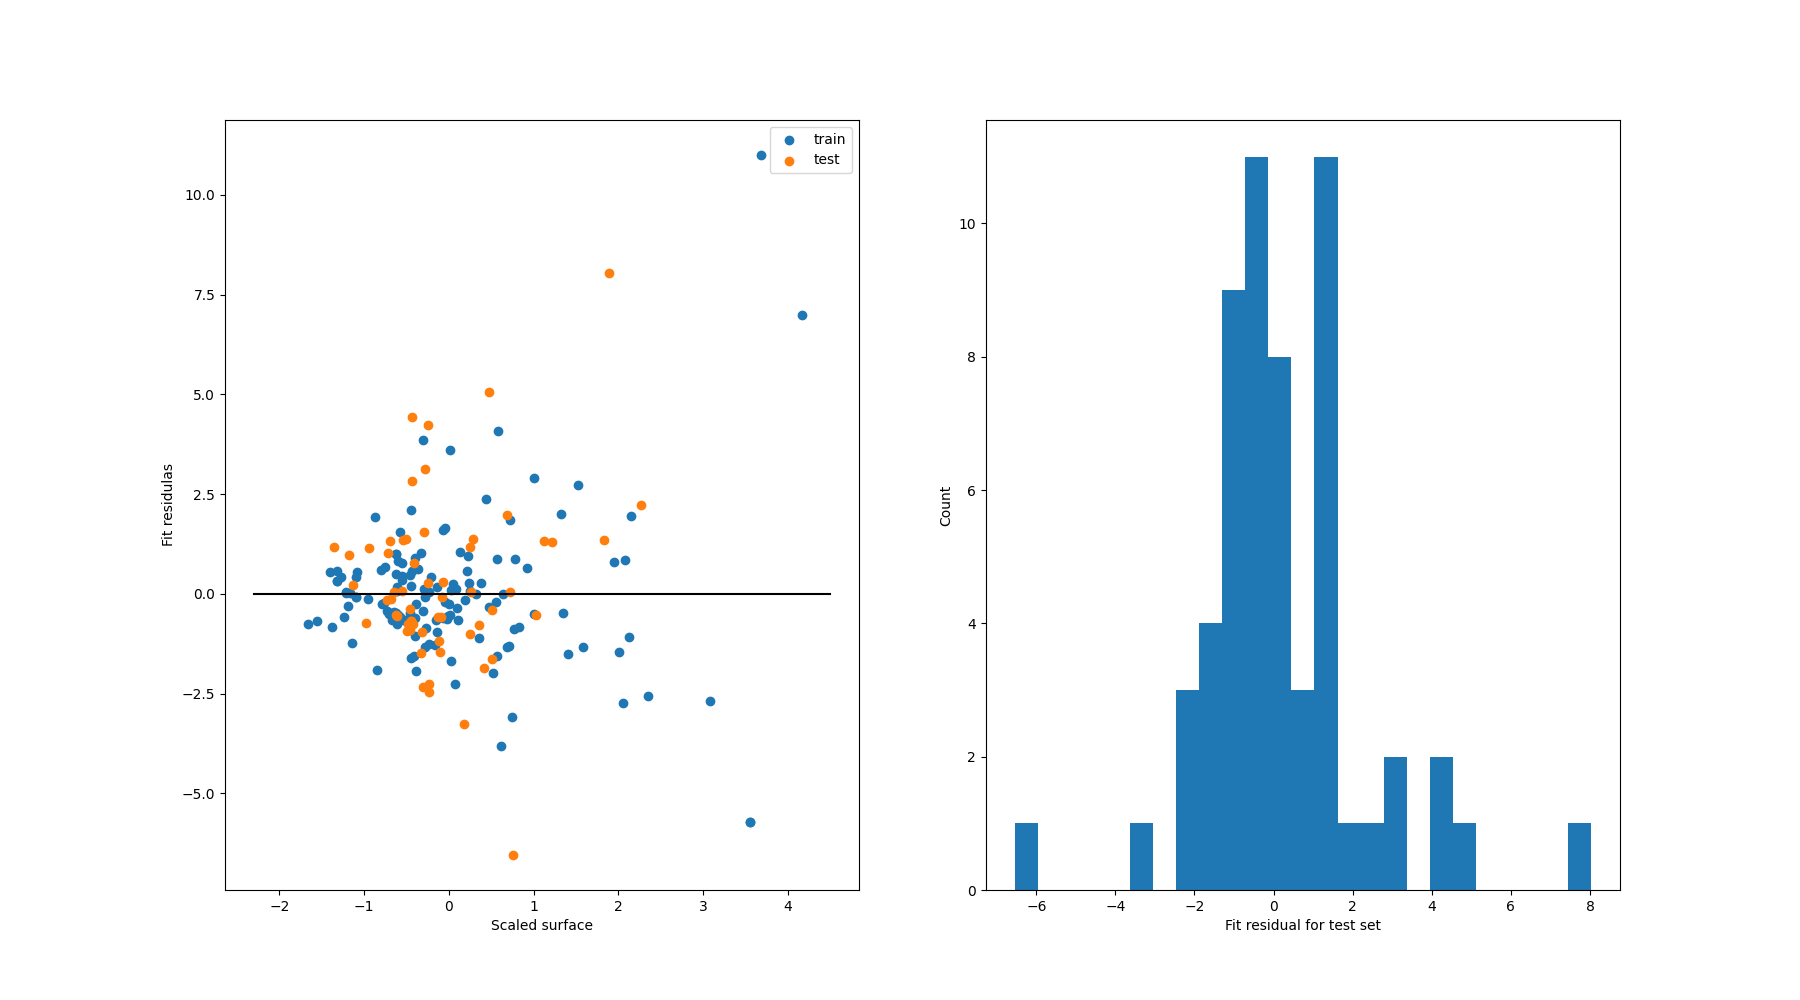 train
test
10.0
7.5
5.0
2.5
0.0
−2.5
−5.0
Fit residulas
−2 −1 0 1 2 3 4
Scaled surface
10
8
6
4
2
0
Count
−6 −4 −2 0 2 4 6 8
Fit residual for test set